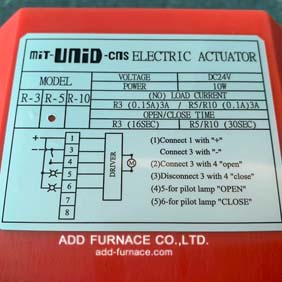 MiT-UNiD-CnS ELECTRIC ACTUATOR
MODEL
R-3 R-5 R-10
VOLTAGE DC24V
POWER 10W
(NO) LOAD CURRENT
R3 (0.15A)3A R5/R10 (0.1A)3A
OPEN/CLOSE TIME
R3 (16SEC) R5/R10 (30SEC)
1
3
4
5
6
7
8
DRIVER
M
(1)Connect 1 with "+"
Connect 3 with "-"
(2)Connect 3 with 4 "open"
(3)Disconnect 3 with 4 "close"
(4)5-for pilot lamp "OPEN"
(5)6-for pilot lamp "CLOSE"
ADD FURNACE CO.,LTD.
add-furnace.com